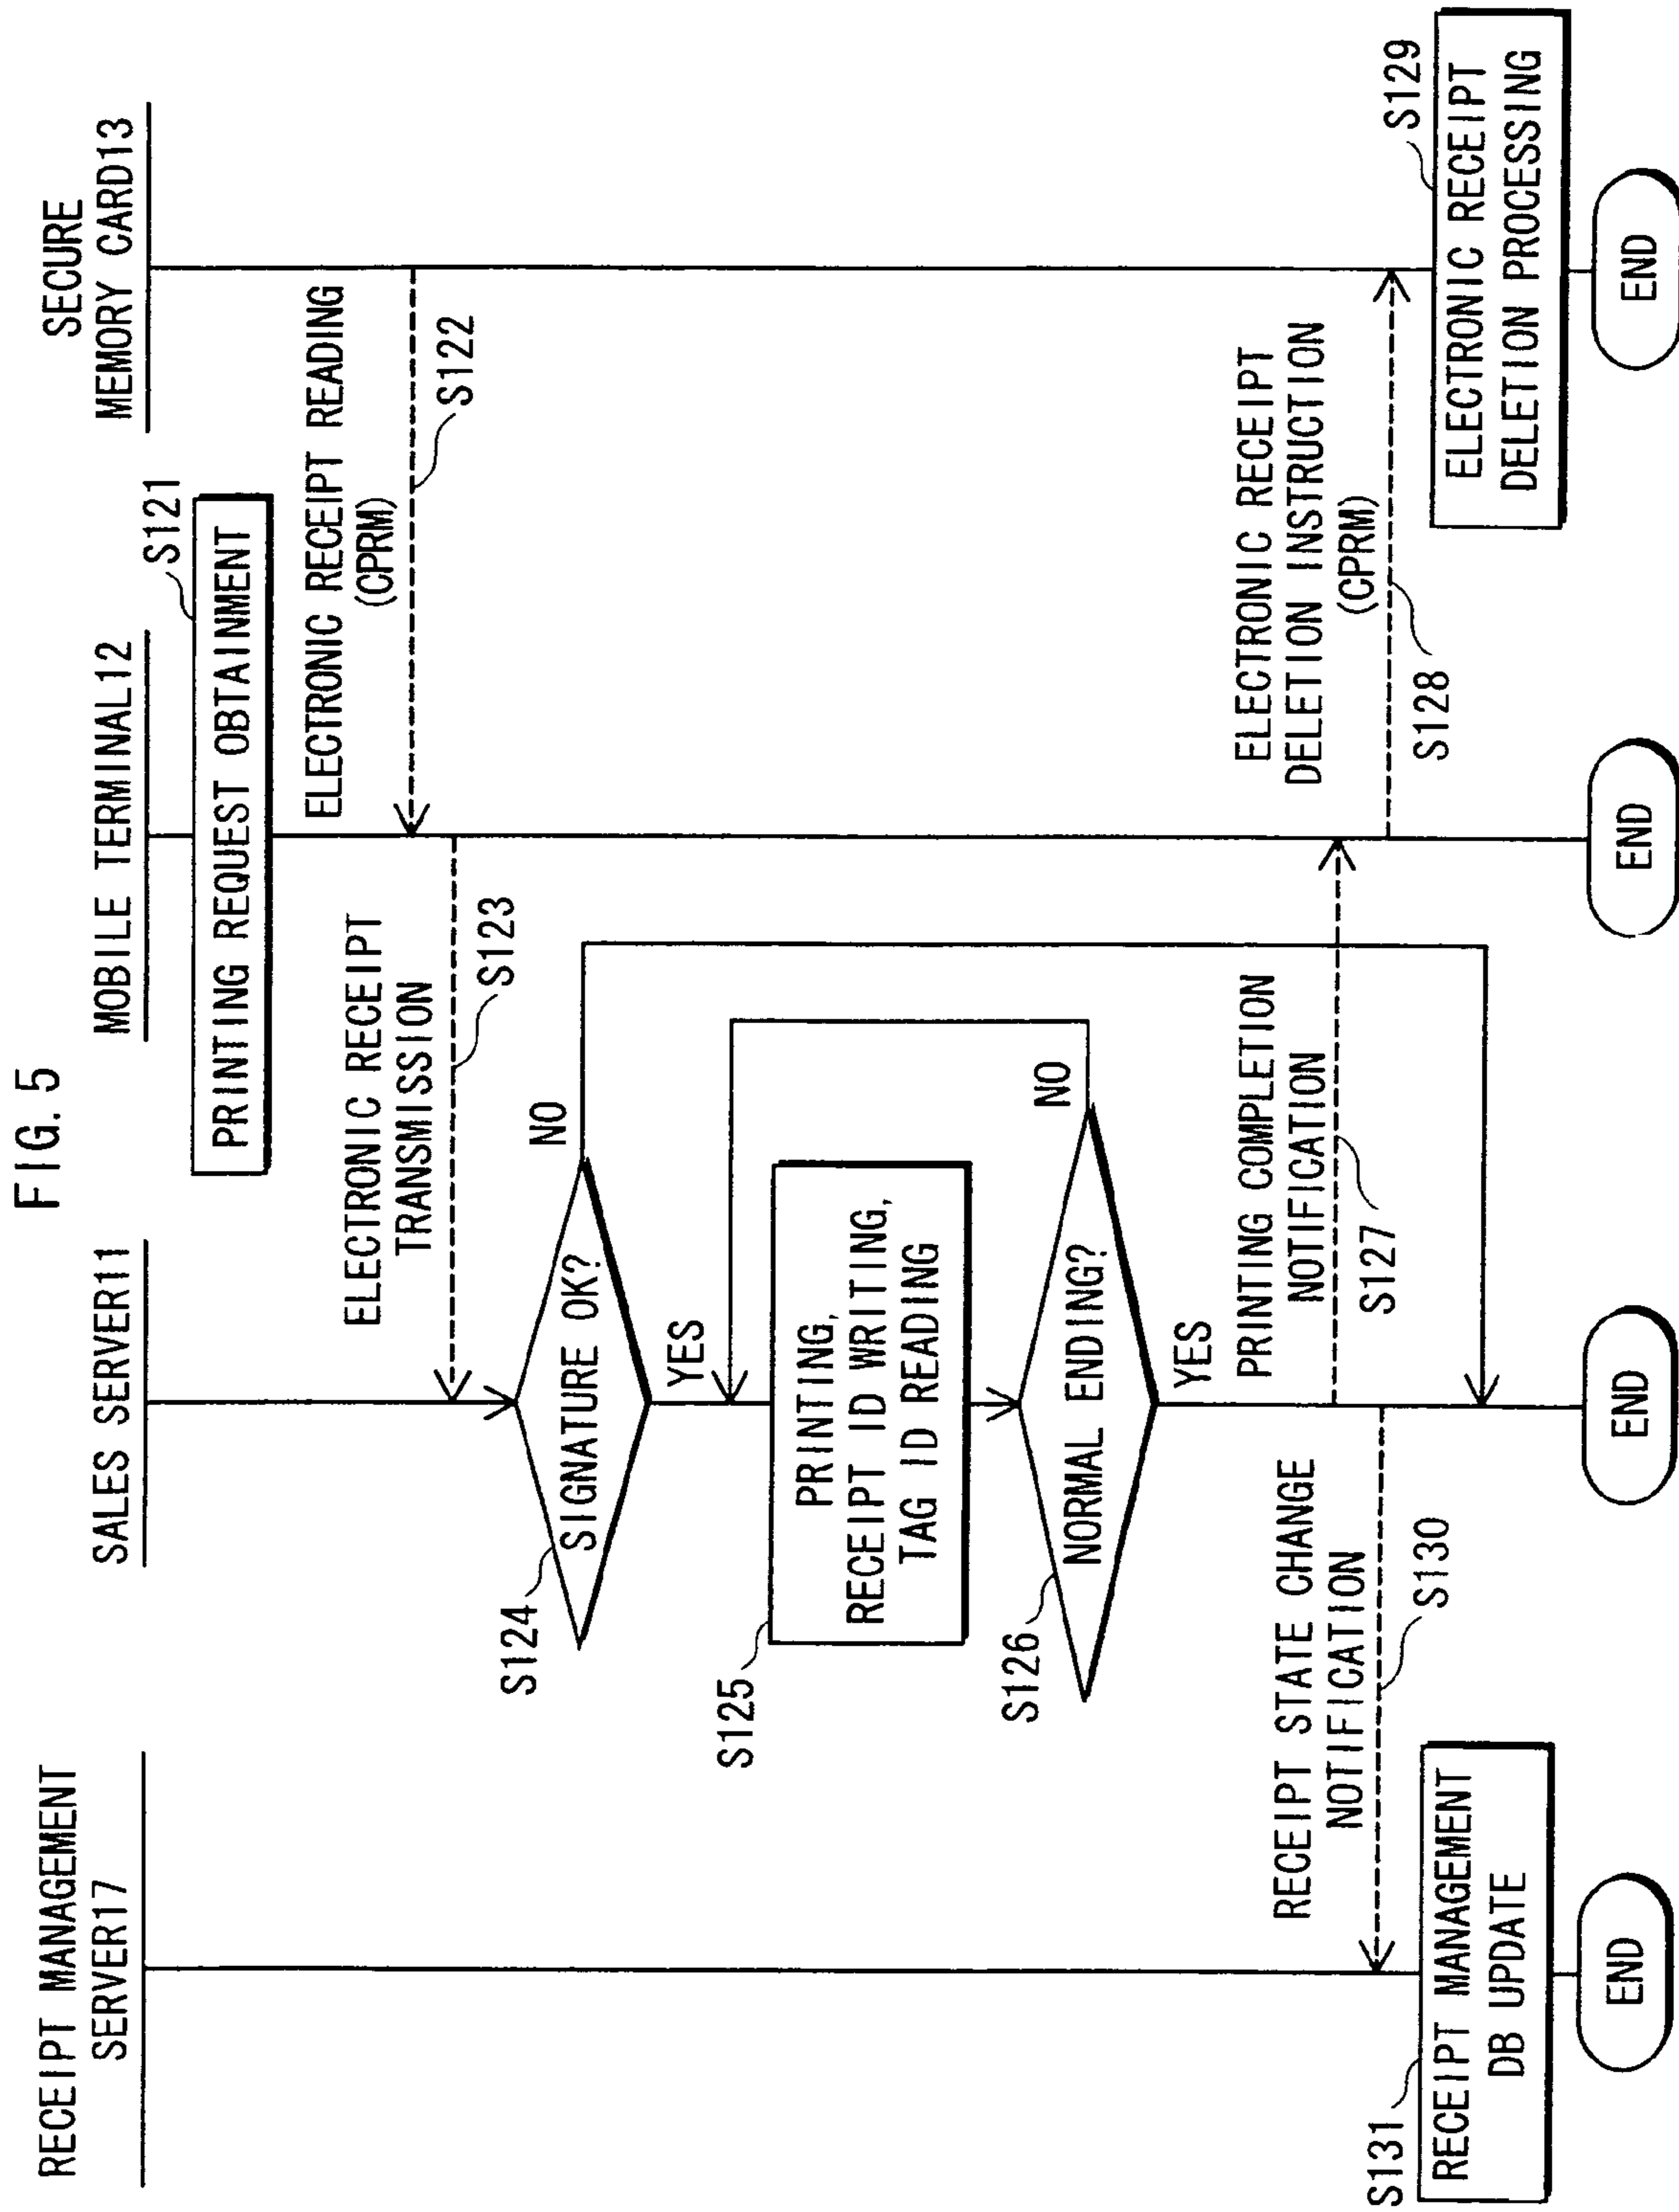 FIG. 5
RECEIPT MANAGEMENT
SERVER17
SALES SERVER11
MOBILE TERMINAL12
SECURE
MEMORY CARD13
S121
PRINTING REQUEST OBTAINMENT
ELECTRONIC RECEIPT READING
(CPRM)
S122
ELECTRONIC RECEIPT
TRANSMISSION
S123
S124
SIGNATURE OK?
NO
YES
S125
PRINTING,
RECEIPT ID WRITING,
TAG ID READING
S126
NORMAL ENDING?
NO
YES
PRINTING COMPLETION
NOTIFICATION
S127
ELECTRONIC RECEIPT
DELETION INSTRUCTION
(CPRM)
S128
S129
ELECTRONIC RECEIPT
DELETION PROCESSING
RECEIPT STATE CHANGE
NOTIFICATION
S130
S131
RECEIPT MANAGEMENT
DB UPDATE
END
END
END
END